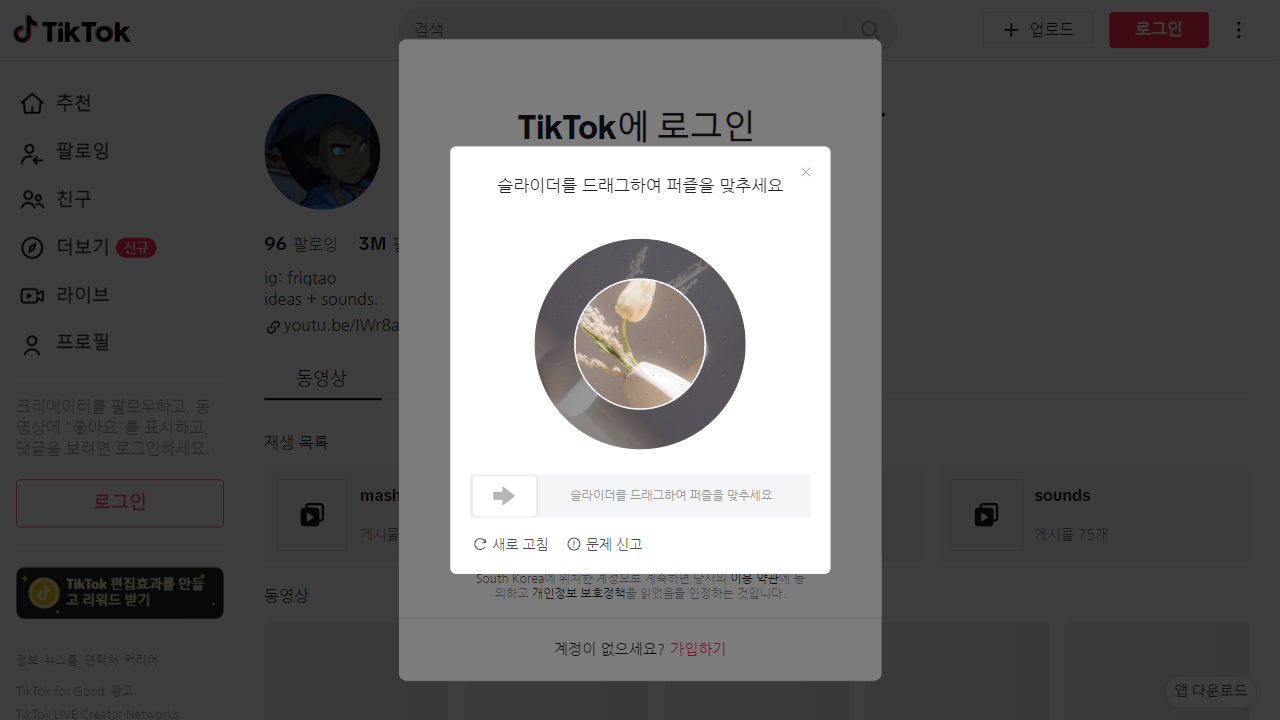 TikTok
검색
업로드
로그인
추천
팔로잉
친구
더보기 신규
라이브
프로필
크리에이터를 팔로우하고, 동
영상에 "좋아요"를 표시하고,
댓글을 보려면 로그인하세요.
로그인
TikTok 편집효과를 만들
고 리워드 받기
정보 뉴스룸 연락처 커리어
TikTok for Good 광고
TikTok LIVE Creator Networks
96 팔로잉 3M
ig: friqtao
ideas + sounds.
동영상
재생 목록
게시물
sounds
게시물 75개
동영상
TikTok에 로그인
슬라이더를 드래그하여 퍼즐을 맞추세요
슬라이더를 드래그하여 퍼즐을 맞추세요
새로 고침 문제 신고
South Korea에 위치한 계정으로 계속하면 당사의 이용 약관에 동
의하고 개인정보 보호정책을 읽었음을 인정하는 것입니다.
계정이 없으세요? 가입하기
앱 다운로드